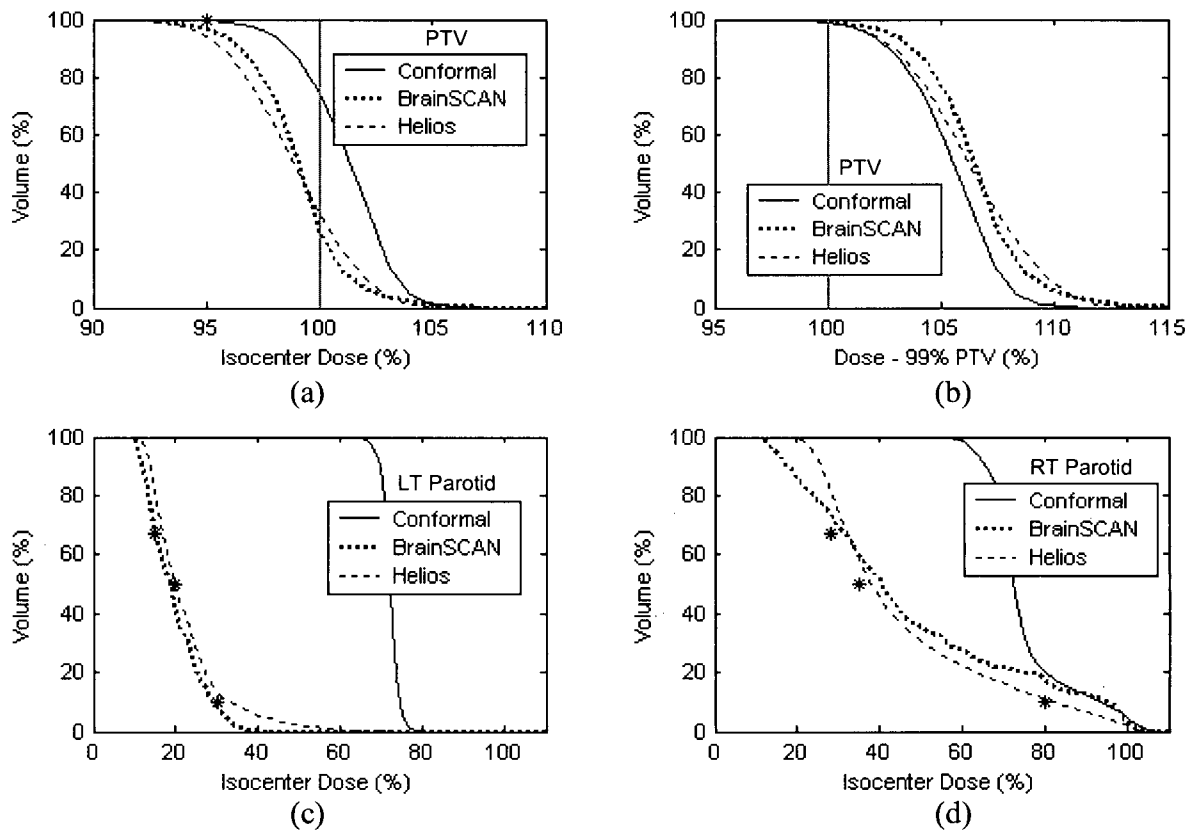 PTV
Conformal
BrainSCAN
Helios
Volume (%)
100
80
60
40
20
0
90 95 100 105 110
Isocenter Dose (%)
(a)
PTV
Conformal
BrainSCAN
Helios
Volume (%)
100
80
60
40
20
0
95 100 105 110 115
Dose - 99% PTV (%)
(b)
LT Parotid
Conformal
BrainSCAN
Helios
Volume (%)
100
80
60
40
20
0
0 20 40 60 80 100
Isocenter Dose (%)
(c)
RT Parotid
Conformal
BrainSCAN
Helios
Volume (%)
100
80
60
40
20
0
0 20 40 60 80 100
Isocenter Dose (%)
(d)